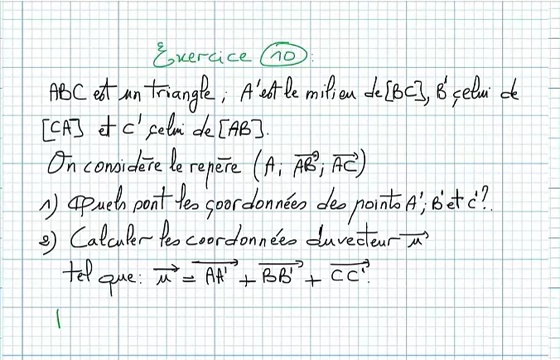 Exercice 10:
ABC est un triangle; A' est le milieu de [BC], B' celui de
[CA] et C' celui de [AB].
On considère le repère (A; AB; AC)
1) Quels sont les coordonnées des points A'; B' et C'?
2) Calculer les coordonnées du vecteur u
tel que: u = AA' + BB' + CC'.